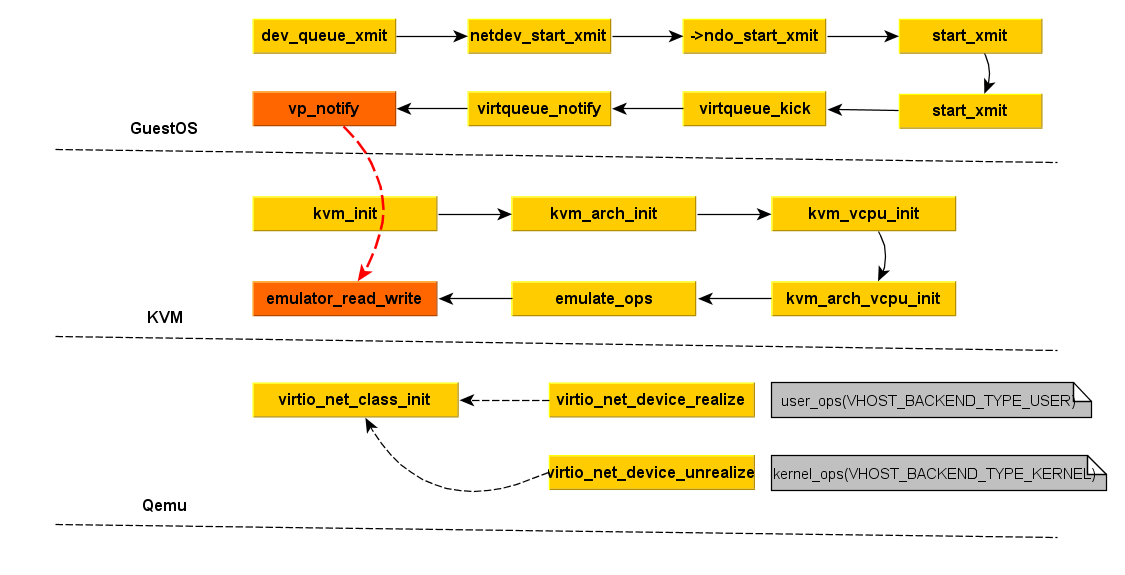 dev_queue_xmit
netdev_start_xmit
->ndo_start_xmit
start_xmit
vp_notify
virtqueue_notify
virtqueue_kick
start_xmit
GuestOS
kvm_init
kvm_arch_init
kvm_vcpu_init
emulator_read_write
emulate_ops
kvm_arch_vcpu_init
KVM
virtio_net_class_init
virtio_net_device_realize
user_ops(VHOST_BACKEND_TYPE_USER)
virtio_net_device_unrealize
kernel_ops(VHOST_BACKEND_TYPE_KERNEL)
Qemu